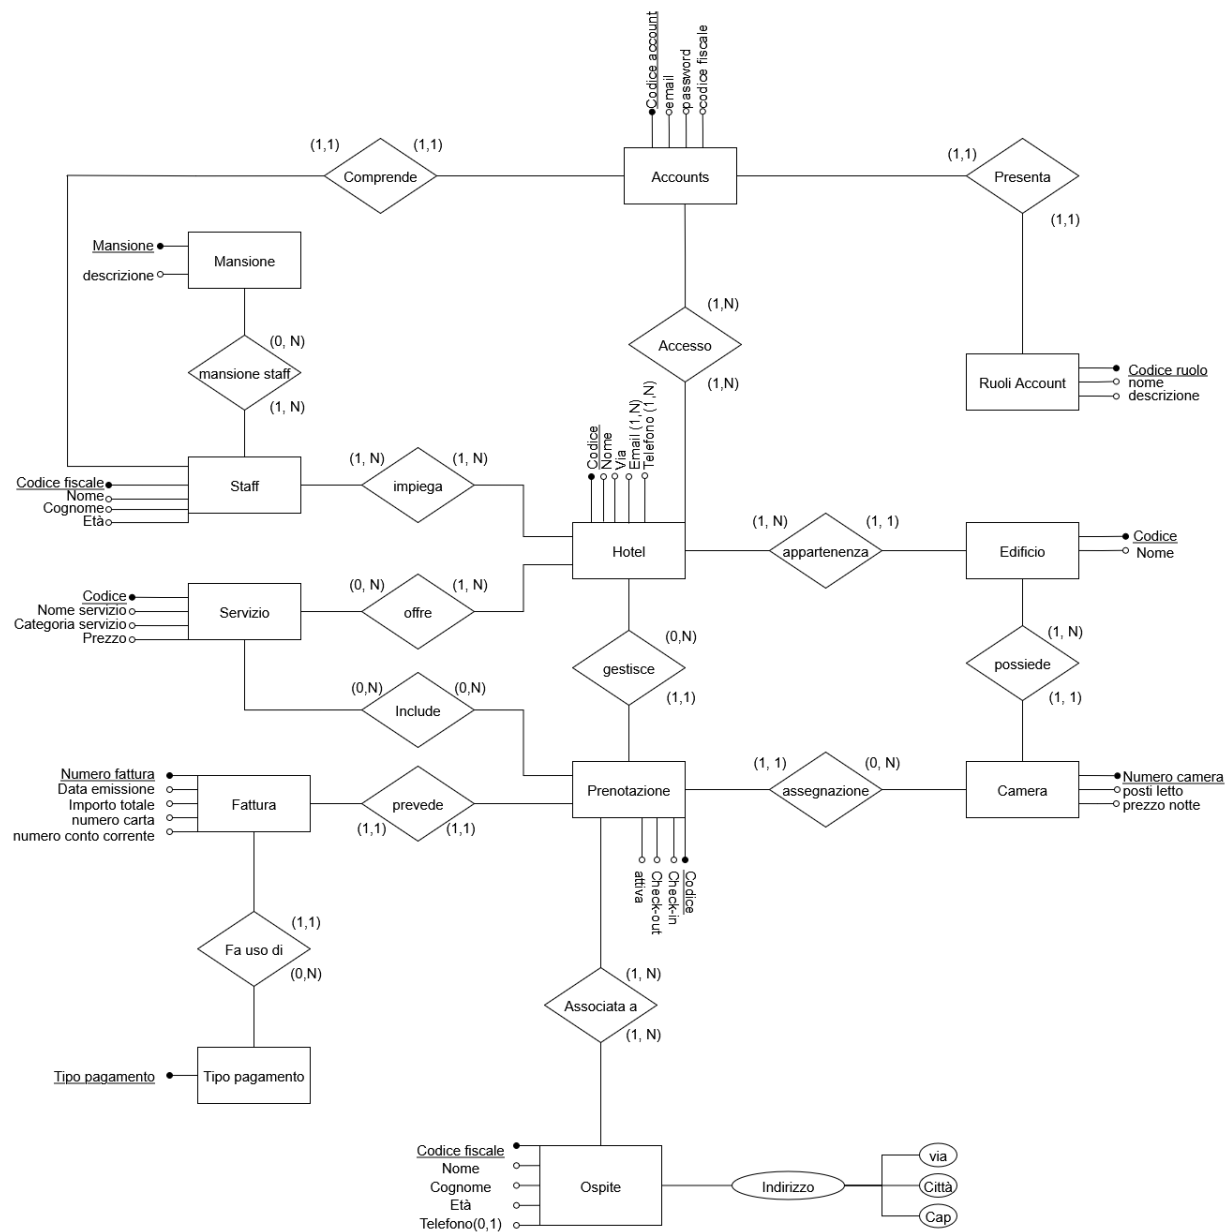 Codice account
email
password
codice fiscale
(1,1)
(1,1)
Comprende
Accounts
(1,1)
Presenta
(1,1)
Mansione
descrizione
Mansione
(0, N)
mansione staff
(1, N)
(1,N)
Accesso
(1,N)
Ruoli Account
Codice ruolo
nome
descrizione
Codice fiscale
Nome
Cognome
Età
Staff
(1, N)
(1, N)
impiega
Codice
Nome
Via
Email (1,N)
Telefono (1,N)
Hotel
(1, N)
(1, 1)
appartenenza
Edificio
Codice
Nome
Codice
Nome servizio
Categoria servizio
Prezzo
Servizio
(0, N)
(1, N)
offre
(0,N)
gestisce
(1,1)
(1, N)
possiede
(1, 1)
(0,N)
(0,N)
Include
Numero fattura
Data emissione
Importo totale
numero carta
numero conto corrente
Fattura
prevede
(1,1)
(1,1)
Prenotazione
(1, 1)
(0, N)
assegnazione
Camera
Numero camera
posti letto
prezzo notte
attiva
Check-out
Check-in
Codice
(1,1)
Fa uso di
(0,N)
(1, N)
Associata a
(1, N)
Tipo pagamento
Tipo pagamento
Codice fiscale
Nome
Cognome
Età
Telefono(0,1)
Ospite
Indirizzo
via
Città
Cap